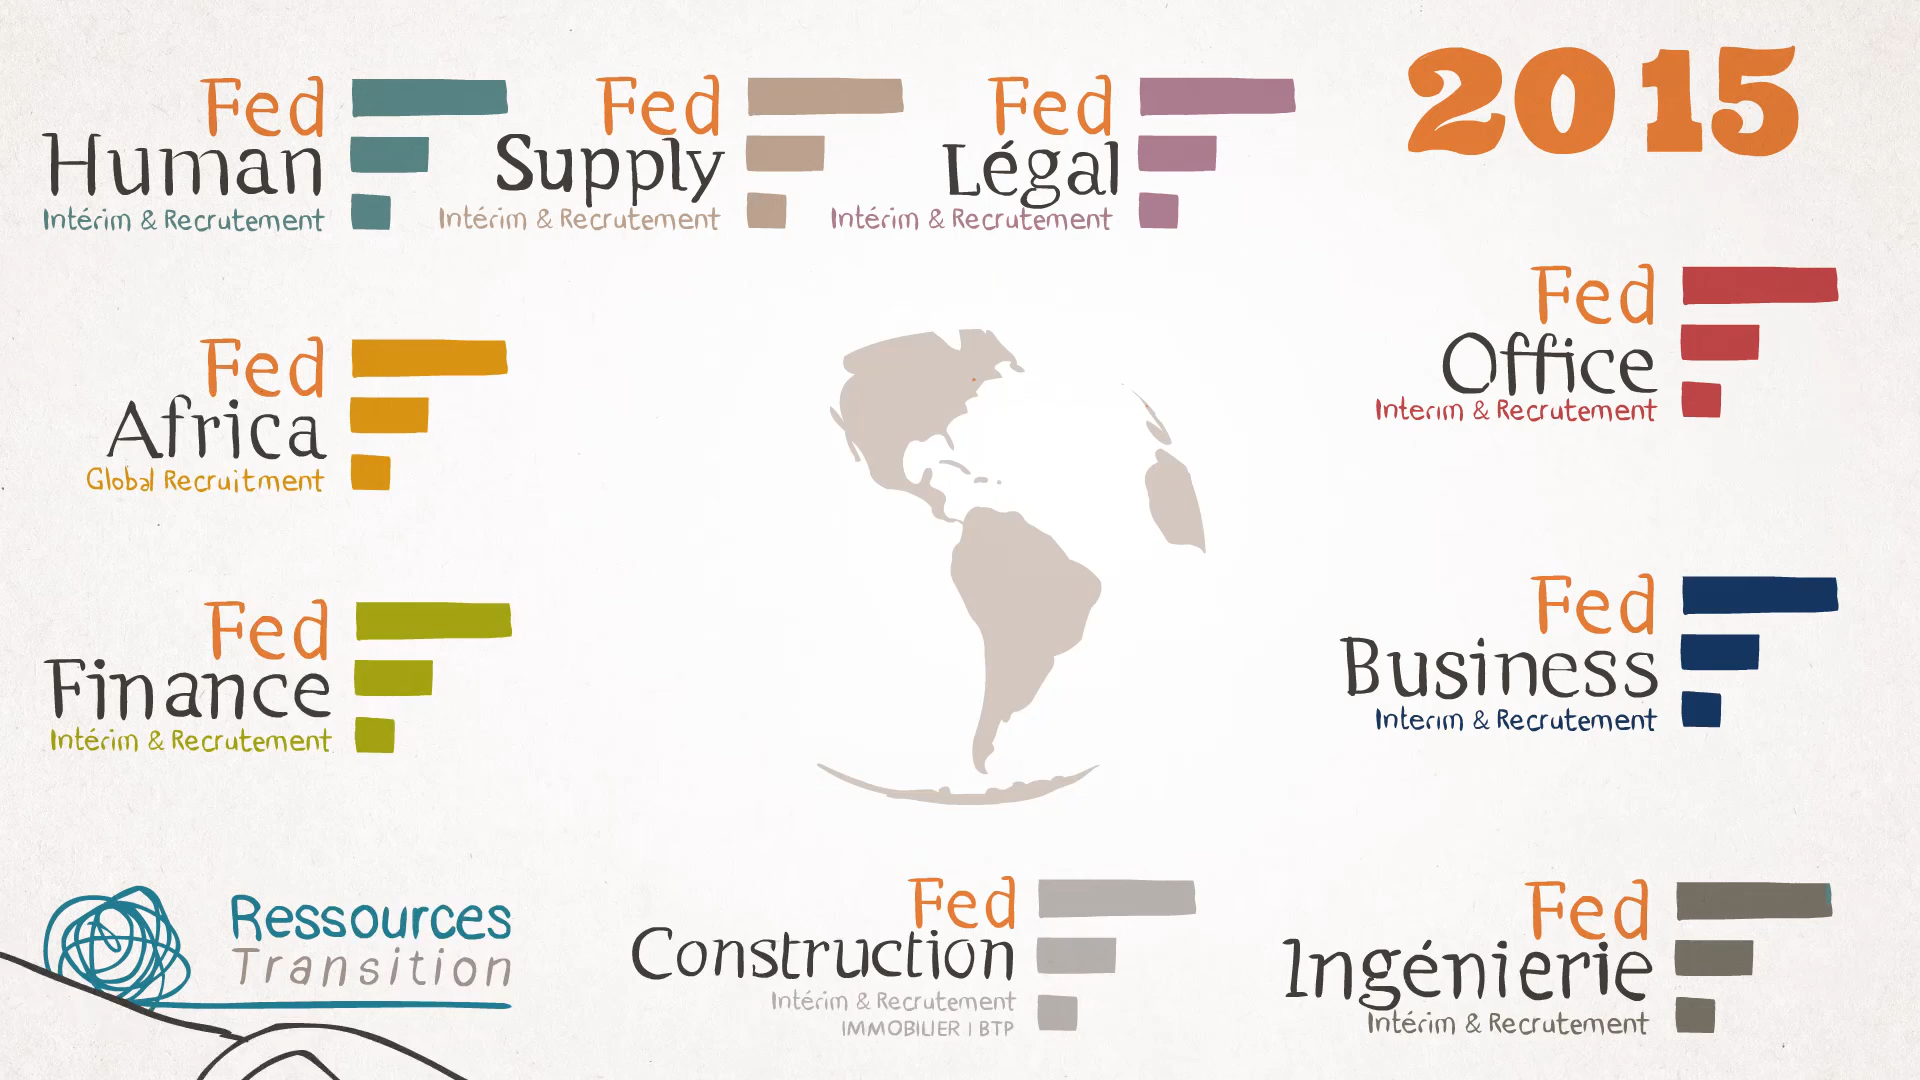 Fed
Human
Intérim & Recrutement
Fed
Supply
Intérim & Recrutement
Fed
Légal
Intérim & Recrutement
2015
Fed
Office
Interım & Recrutement
Fed
Africa
Global Recruitment
Fed
Finance
Intérim & Recrutement
Fed
Business
Interım & Recrutement
Ressources
Transition
Fed
Construction
Intérim & Recrutement
IMMOBILIER I BTP
Fed
Ingénierie
Intérim & Recrutement